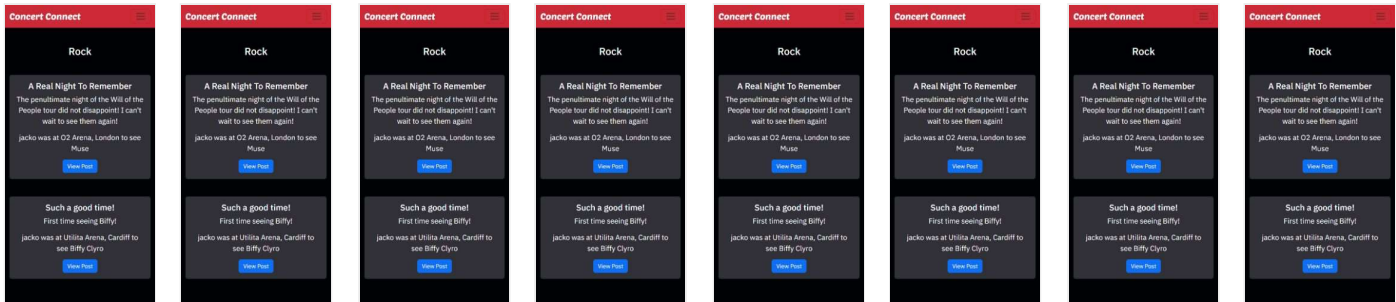 Concert Connect
Rock
A Real Night To Remember
The penultimate night of the Will of the
People tour did not disappoint! I can't
wait to see them again!
jacko was at O2 Arena, London to see
Muse
View Post
Such a good time!
First time seeing Biffy!
jacko was at Utilita Arena, Cardiff to
see Biffy Clyro
View Post
Concert Connect
Rock
A Real Night To Remember
The penultimate night of the Will of the
People tour did not disappoint! I can't
wait to see them again!
jacko was at O2 Arena, London to see
Muse
View Post
Such a good time!
First time seeing Biffy!
jacko was at Utilita Arena, Cardiff to
see Biffy Clyro
View Post
Concert Connect
Rock
A Real Night To Remember
The penultimate night of the Will of the
People tour did not disappoint! I can't
wait to see them again!
jacko was at O2 Arena, London to see
Muse
View Post
Such a good time!
First time seeing Biffy!
jacko was at Utilita Arena, Cardiff to
see Biffy Clyro
View Post
Concert Connect
Rock
A Real Night To Remember
The penultimate night of the Will of the
People tour did not disappoint! I can't
wait to see them again!
jacko was at O2 Arena, London to see
Muse
View Post
Such a good time!
First time seeing Biffy!
jacko was at Utilita Arena, Cardiff to
see Biffy Clyro
View Post
Concert Connect
Rock
A Real Night To Remember
The penultimate night of the Will of the
People tour did not disappoint! I can't
wait to see them again!
jacko was at O2 Arena, London to see
Muse
View Post
Such a good time!
First time seeing Biffy!
jacko was at Utilita Arena, Cardiff to
see Biffy Clyro
View Post
Concert Connect
Rock
A Real Night To Remember
The penultimate night of the Will of the
People tour did not disappoint! I can't
wait to see them again!
jacko was at O2 Arena, London to see
Muse
View Post
Such a good time!
First time seeing Biffy!
jacko was at Utilita Arena, Cardiff to
see Biffy Clyro
View Post
Concert Connect
Rock
A Real Night To Remember
The penultimate night of the Will of the
People tour did not disappoint! I can't
wait to see them again!
jacko was at O2 Arena, London to see
Muse
View Post
Such a good time!
First time seeing Biffy!
jacko was at Utilita Arena, Cardiff to
see Biffy Clyro
View Post
Concert Connect
Rock
A Real Night To Remember
The penultimate night of the Will of the
People tour did not disappoint! I can't
wait to see them again!
jacko was at O2 Arena, London to see
Muse
View Post
Such a good time!
First time seeing Biffy!
jacko was at Utilita Arena, Cardiff to
see Biffy Clyro
View Post